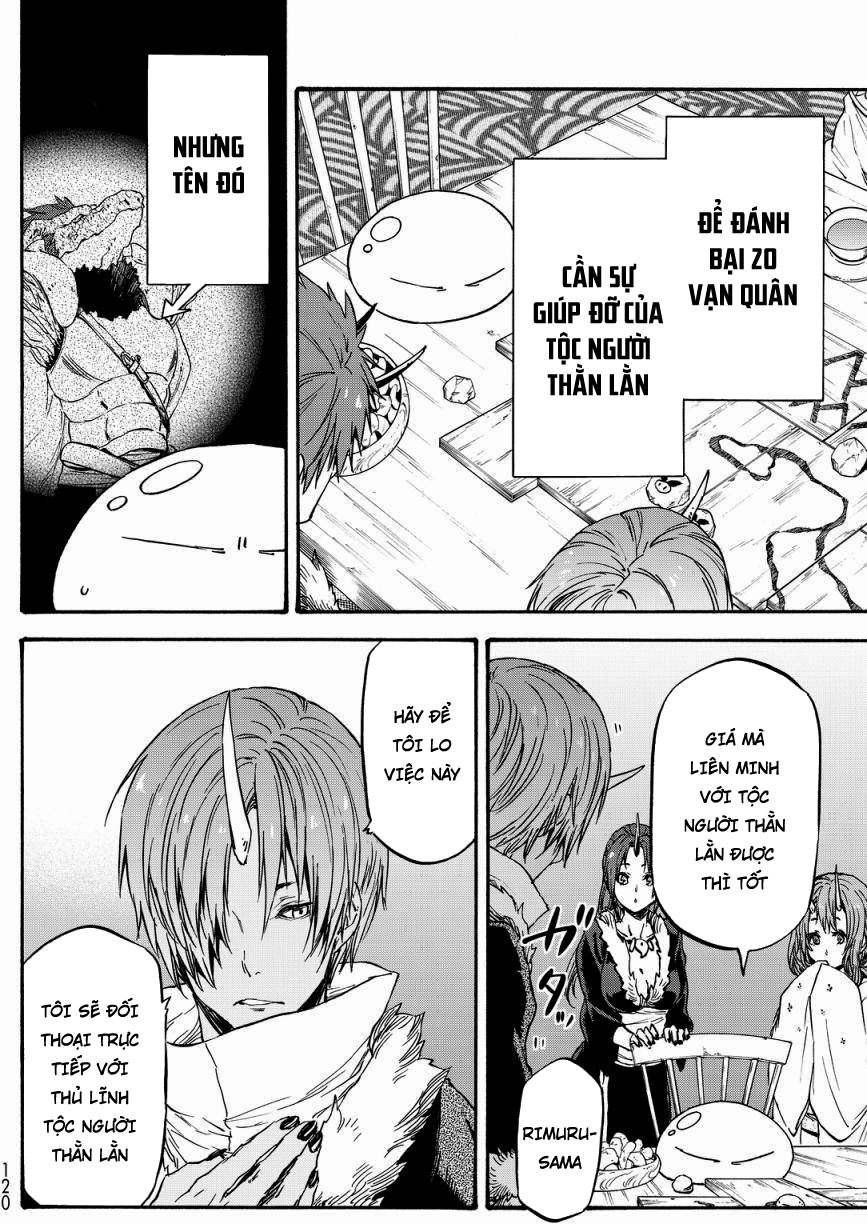 ĐỂ ĐÁNH
BẠI 20
VẠN QUÂN
CẦN SỰ
GIÚP ĐỠ CỦA
TỘC NGƯỜI
THẰN LẰN
NHƯNG
TÊN ĐÓ
GIÁ MÀ
LIÊN MINH
VỚI TỘC
NGƯỜI THẰN
LẰN ĐƯỢC
THÌ TỐT
ガタッ
RIMURU-
SAMA
HÃY ĐỂ
TÔI LO
VIỆC NÀY
TÔI SẼ ĐỐI
THOẠI TRỰC
TIẾP VỚI
THỦ LĨNH
TỘC NGƯỜI
THẰN LẰN
120